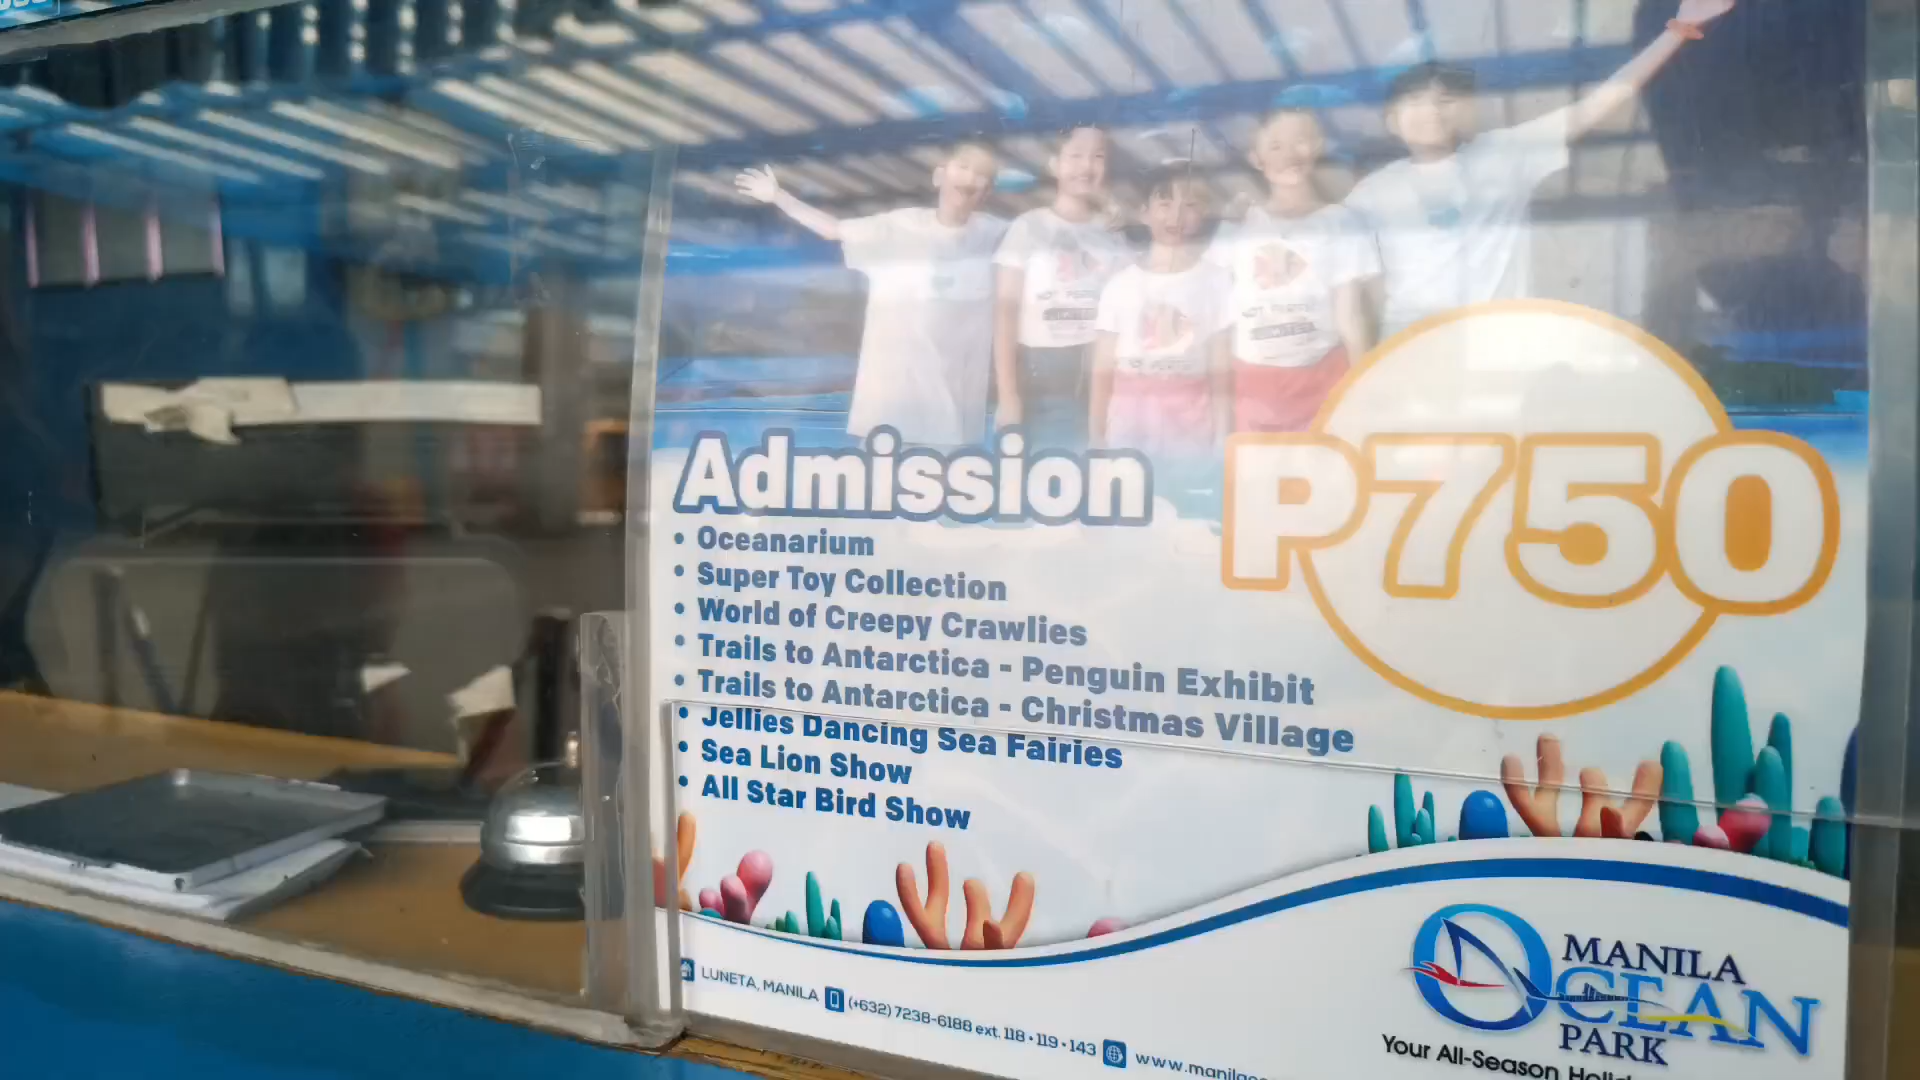 Admission
P750
• Oceanarium
• Super Toy Collection
• World of Creepy Crawlies
• Trails to Antarctica - Penguin Exhibit
• Trails to Antarctica - Christmas Village
• Jellies Dancing Sea Fairies
• Sea Lion Show
• All Star Bird Show
MANILA
OCEAN
PARK
Your All-Season
LUNETA, MANILA (+632) 7238-6188 ext. 118 • 119 • 143